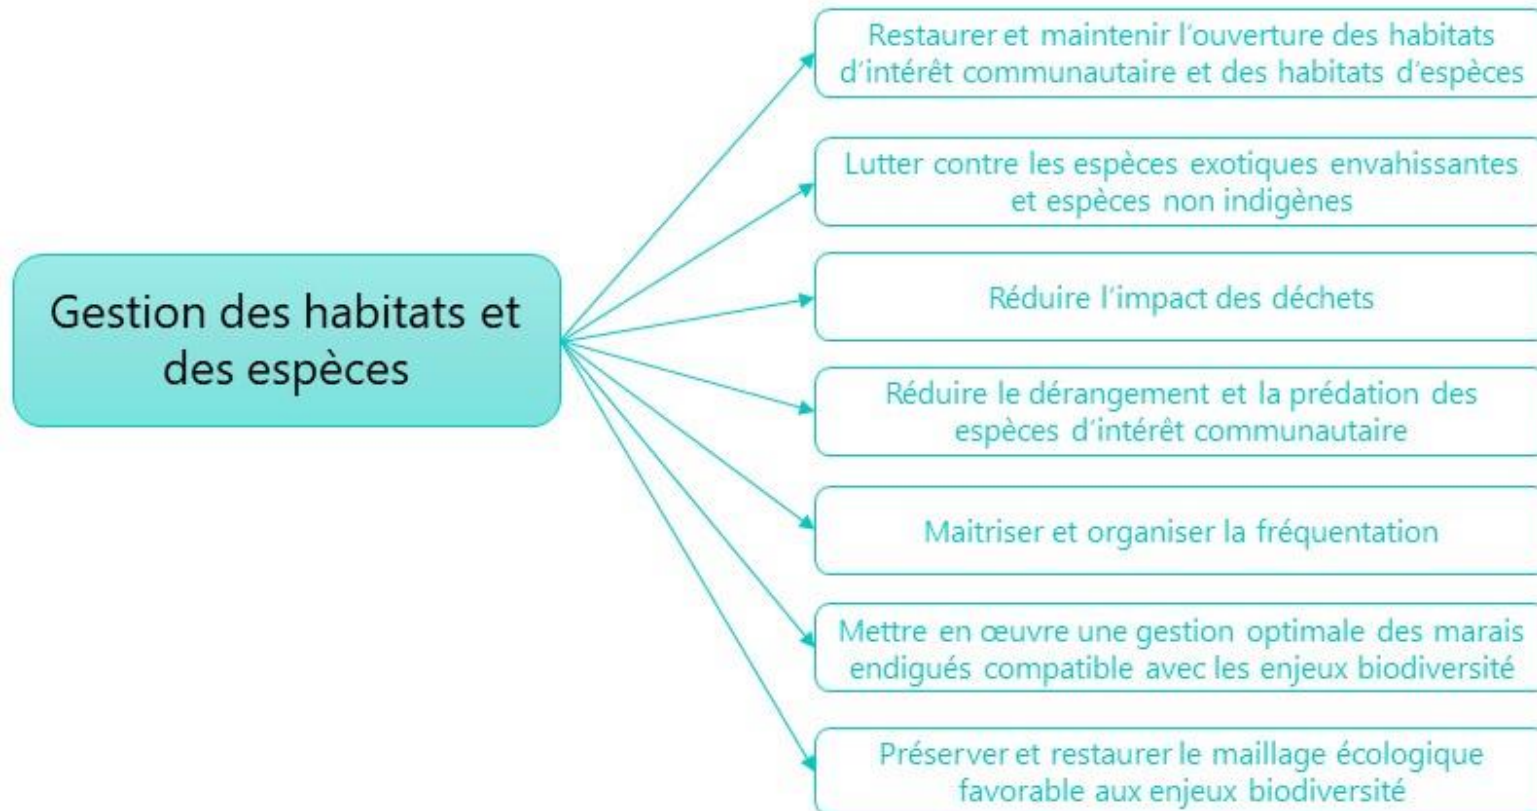 Gestion des habitats et
des espèces
Restaurer et maintenir l'ouverture des habitats
d'intérêt communautaire et des habitats d'espèces
Lutter contre les espèces exotiques envahissantes
et espèces non indigènes
Réduire l'impact des déchets
Réduire le dérangement et la prédation des
espèces d'intérêt communautaire
Maitriser et organiser la fréquentation
Mettre en œuvre une gestion optimale des marais
endigués compatible avec les enjeux biodiversité
Préserver et restaurer le maillage écologique
favorable aux enjeux biodiversité